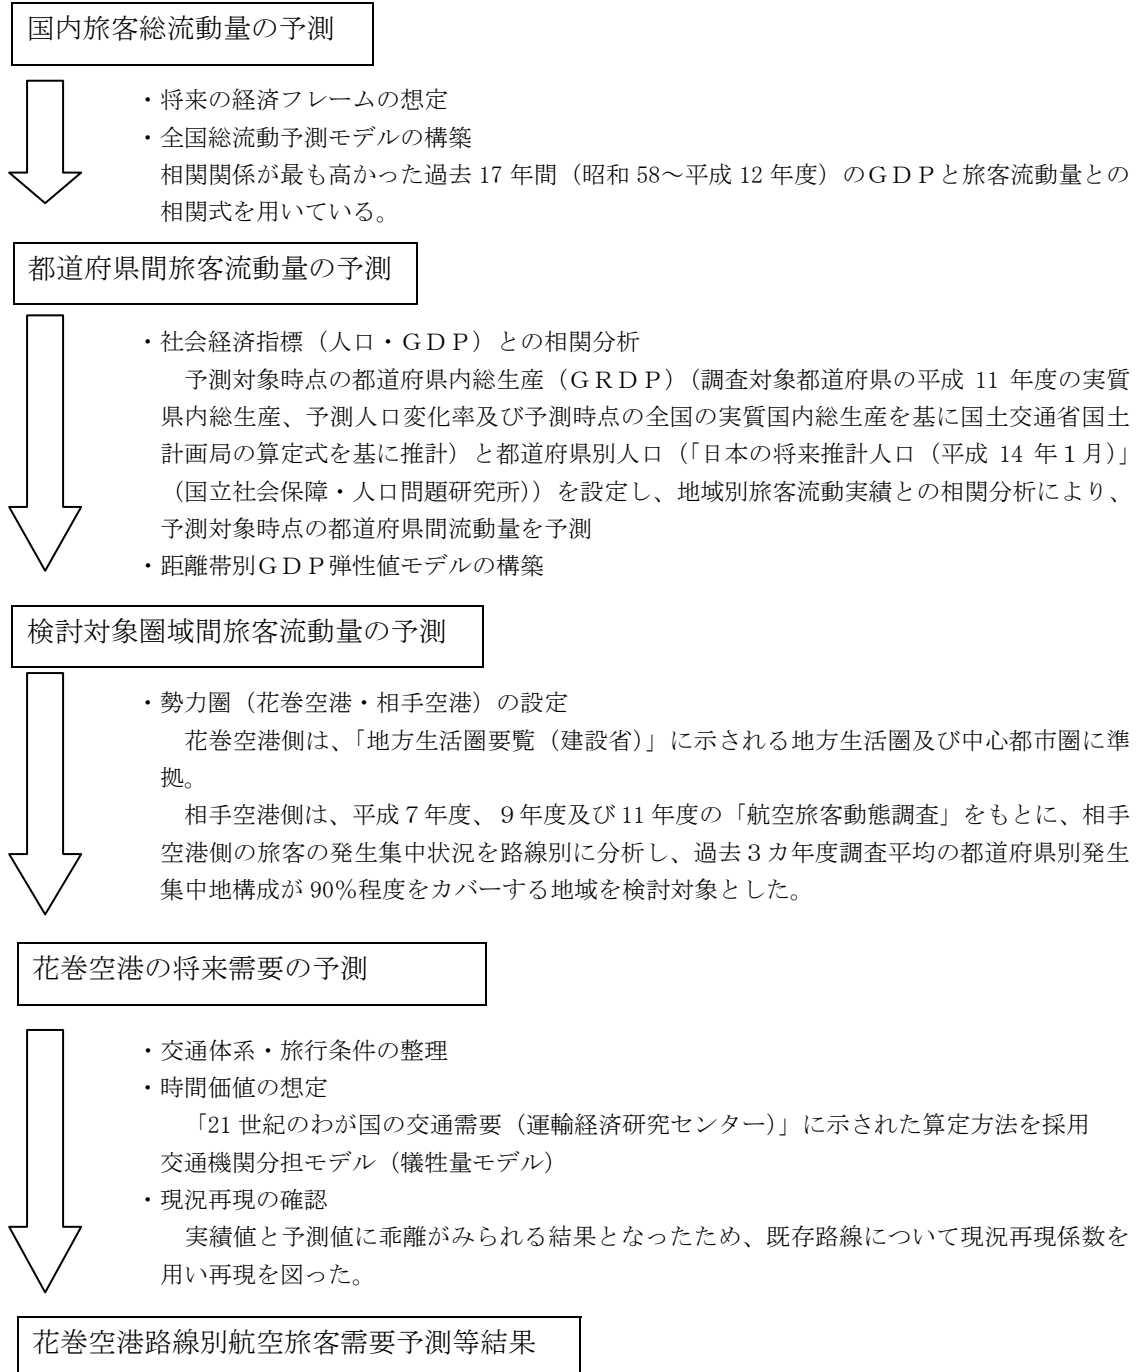 国内旅客総流動量の予測
・将来の経済フレームの想定
・全国総流動予測モデルの構築
相関関係が最も高かった過去 17 年間（昭和 58～平成 12 年度）のＧＤＰと旅客流動量との
相関式を用いている。
都道府県間旅客流動量の予測
・社会経済指標（人口・ＧＤＰ）との相関分析
予測対象時点の都道府県内総生産（ＧＲＤＰ）（調査対象都道府県の平成 11 年度の実質
県内総生産、予測人口変化率及び予測時点の全国の実質国内総生産を基に国土交通省国土
計画局の算定式を基に推計）と都道府県別人口（「日本の将来推計人口（平成 14 年１月）」
（国立社会保障・人口問題研究所））を設定し、地域別旅客流動実績との相関分析により、
予測対象時点の都道府県間流動量を予測
・距離帯別ＧＤＰ弾性値モデルの構築
検討対象圏域間旅客流動量の予測
・勢力圏（花巻空港・相手空港）の設定
花巻空港側は、「地方生活圏要覧（建設省）」に示される地方生活圏及び中心都市圏に準
拠。
相手空港側は、平成７年度、９年度及び 11 年度の「航空旅客動態調査」をもとに、相手
空港側の旅客の発生集中状況を路線別に分析し、過去３カ年度調査平均の都道府県別発生
集中地構成が 90％程度をカバーする地域を検討対象とした。
花巻空港の将来需要の予測
・交通体系・旅行条件の整理
・時間価値の想定
「21 世紀のわが国の交通需要（運輸経済研究センター）」に示された算定方法を採用
交通機関分担モデル（犠牲量モデル）
・現況再現の確認
実績値と予測値に乖離がみられる結果となったため、既存路線について現況再現係数を
用い再現を図った。
花巻空港路線別航空旅客需要予測等結果